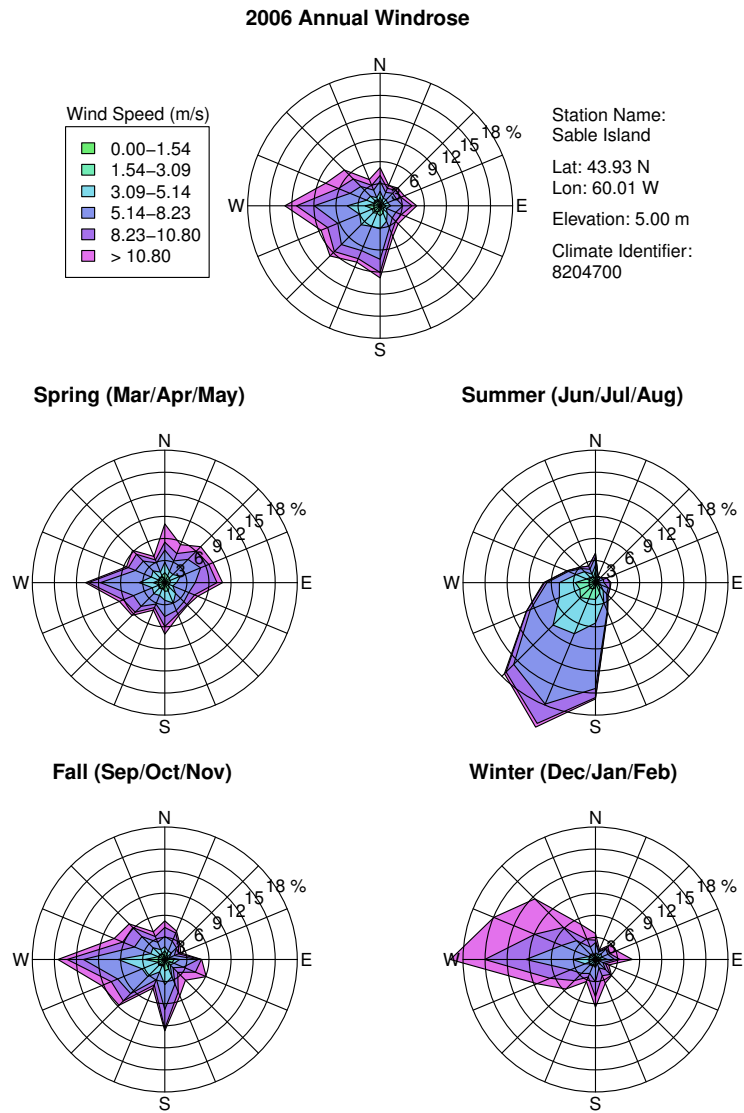 2006 Annual Windrose
Wind Speed (m/s)
0.00−1.54
1.54−3.09
3.09−5.14
5.14−8.23
8.23−10.80
> 10.80
N
E
S
W
3
6
9
12
15
18 %
Station Name:
Sable Island
Lat: 43.93 N
Lon: 60.01 W
Elevation: 5.00 m
Climate Identifier:
8204700
Spring (Mar/Apr/May)
N
E
S
W
3
6
9
12
15
18 %
Summer (Jun/Jul/Aug)
N
E
S
W
3
6
9
12
15
18 %
Fall (Sep/Oct/Nov)
N
E
S
W
3
6
9
12
15
18 %
Winter (Dec/Jan/Feb)
N
E
S
W
3
6
9
12
15
18 %